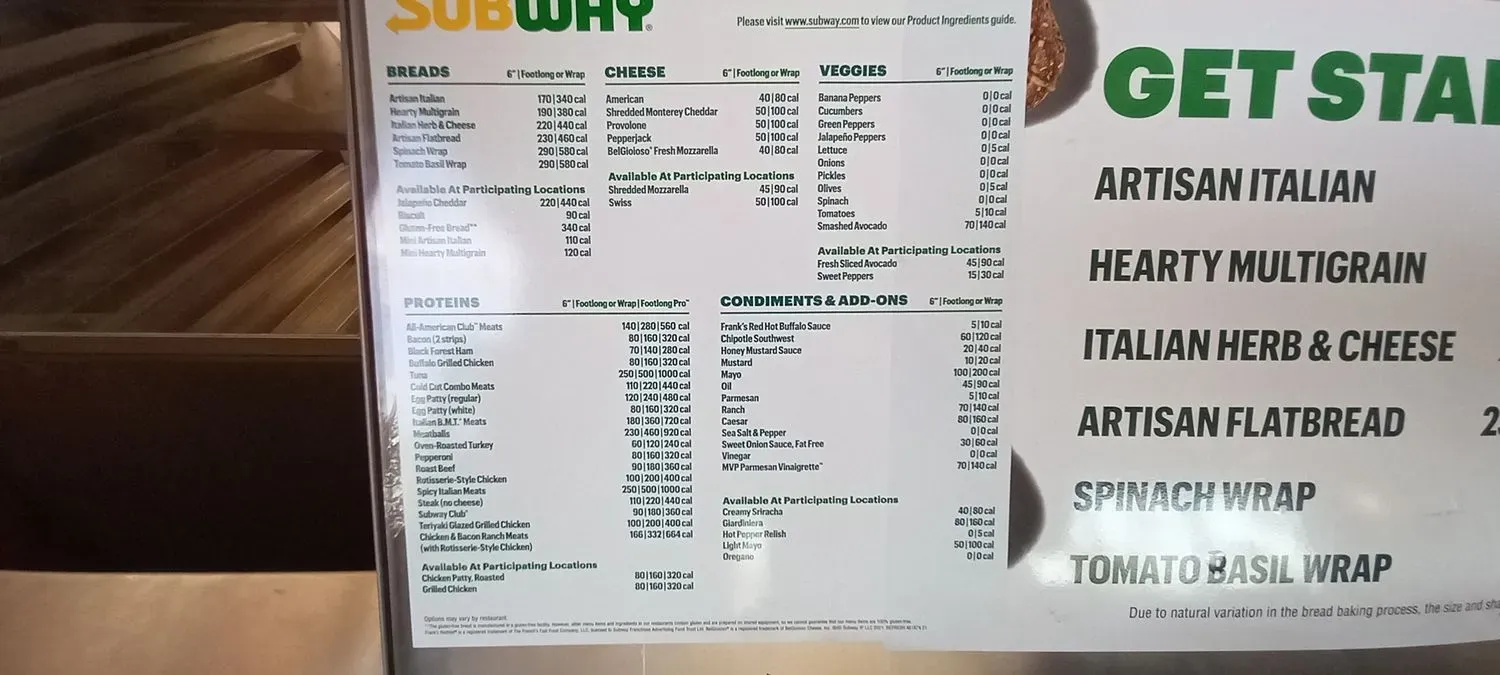 SUBWAY®
Please visit www.subway.com to view our Product Ingredients guide.
BREADS 6" | Footlong or Wrap
Artisan Italian 170|340 cal
Hearty Multigrain 190|380 cal
Italian Herb & Cheese 220|440 cal
Artisan Flatbread 230|460 cal
Spinach Wrap 290|580 cal
Tomato Basil Wrap 290|580 cal
Available At Participating Locations
Jalapeño Cheddar 220|440 cal
Biscuit 90 cal
Gluten-Free Bread** 340 cal
Mini Artisan Italian 110 cal
Mini Hearty Multigrain 120 cal
CHEESE 6" | Footlong or Wrap
American 40|80 cal
Shredded Monterey Cheddar 50|100 cal
Provolone 50|100 cal
Pepperjack 50|100 cal
BelGioioso® Fresh Mozzarella 40|80 cal
Available At Participating Locations
Shredded Mozzarella 45|90 cal
Swiss 50|100 cal
VEGGIES 6" | Footlong or Wrap
Banana Peppers 0|0 cal
Cucumbers 0|0 cal
Green Peppers 0|0 cal
Jalapeño Peppers 0|0 cal
Lettuce 0|5 cal
Onions 0|0 cal
Pickles 0|0 cal
Olives 0|5 cal
Spinach 0|0 cal
Tomatoes 5|10 cal
Smashed Avocado 70|140 cal
Available At Participating Locations
Fresh Sliced Avocado 45|90 cal
Sweet Peppers 15|30 cal
PROTEINS 6" | Footlong or Wrap | Footlong Pro™
All-American Club™ Meats 140|280|560 cal
Bacon (2 strips) 80|160|320 cal
Black Forest Ham 70|140|280 cal
Buffalo Grilled Chicken 80|160|320 cal
Tuna 250|500|1000 cal
Cold Cut Combo Meats 110|220|440 cal
Egg Patty (regular) 120|240|480 cal
Egg Patty (white) 80|160|320 cal
Italian B.M.T.® Meats 180|360|720 cal
Meatballs 230|460|920 cal
Oven-Roasted Turkey 60|120|240 cal
Pepperoni 80|160|320 cal
Roast Beef 90|180|360 cal
Rotisserie-Style Chicken 100|200|400 cal
Spicy Italian Meats 250|500|1000 cal
Steak (no cheese) 110|220|440 cal
Subway Club® 90|180|360 cal
Teriyaki Glazed Grilled Chicken 100|200|400 cal
Chicken & Bacon Ranch Meats 166|332|664 cal
(with Rotisserie-Style Chicken)
Available At Participating Locations
Chicken Patty, Roasted 80|160|320 cal
Grilled Chicken 80|160|320 cal
CONDIMENTS & ADD-ONS 6" | Footlong or Wrap
Frank's Red Hot Buffalo Sauce 5|10 cal
Chipotle Southwest 60|120 cal
Honey Mustard Sauce 20|40 cal
Mustard 10|20 cal
Mayo 100|200 cal
Oil 45|90 cal
Parmesan 5|10 cal
Ranch 70|140 cal
Caesar 80|160 cal
Sea Salt & Pepper 0|0 cal
Sweet Onion Sauce, Fat Free 30|60 cal
Vinegar 0|0 cal
MVP Parmesan Vinaigrette™ 70|140 cal
Available At Participating Locations
Creamy Sriracha 40|80 cal
Giardiniera 80|160 cal
Hot Pepper Relish 0|5 cal
Light Mayo 50|100 cal
Oregano 0|0 cal
Options may vary by restaurant.
GET STA
ARTISAN ITALIAN
HEARTY MULTIGRAIN
ITALIAN HERB & CHEESE
ARTISAN FLATBREAD 2
SPINACH WRAP
TOMATO BASIL WRAP
Due to natural variation in the bread baking process, the size and sha